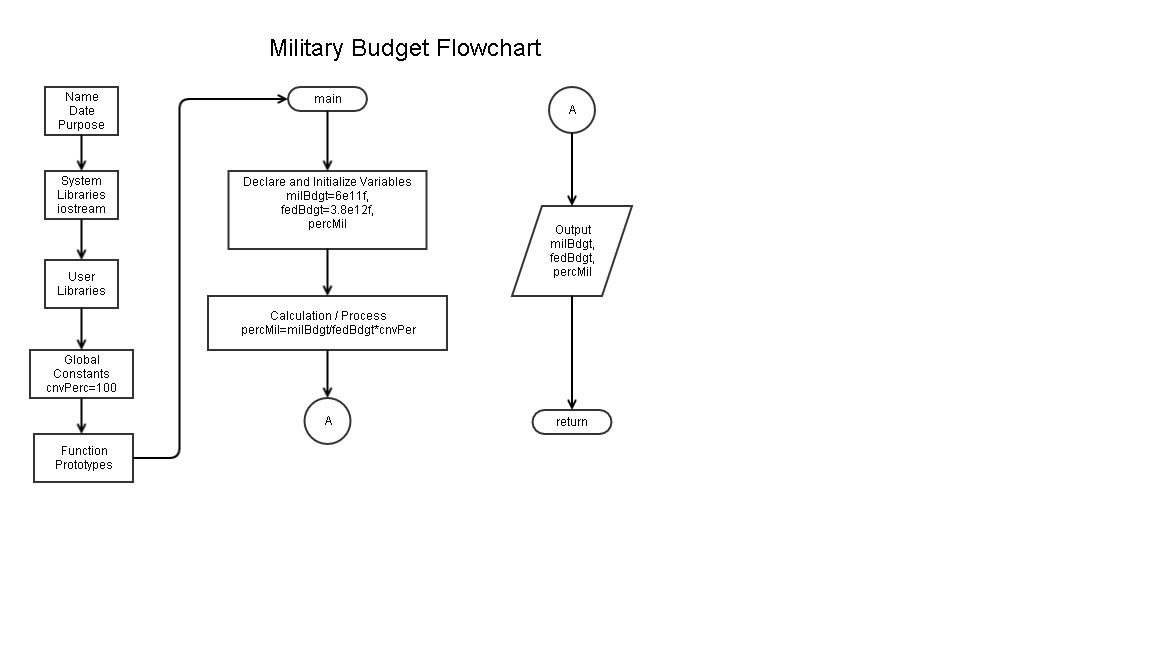 Military Budget Flowchart
Name
Date
Purpose
System
Libraries
iostream
User
Libraries
Global
Constants
cnvPerc=100
Function
Prototypes
main
Declare and Initialize Variables
milBdgt=6e11f,
fedBdgt=3.8e12f,
percMil
Calculation / Process
percMil=milBdgt/fedBdgt*cnvPer
A
A
Output
milBdgt,
fedBdgt,
percMil
return